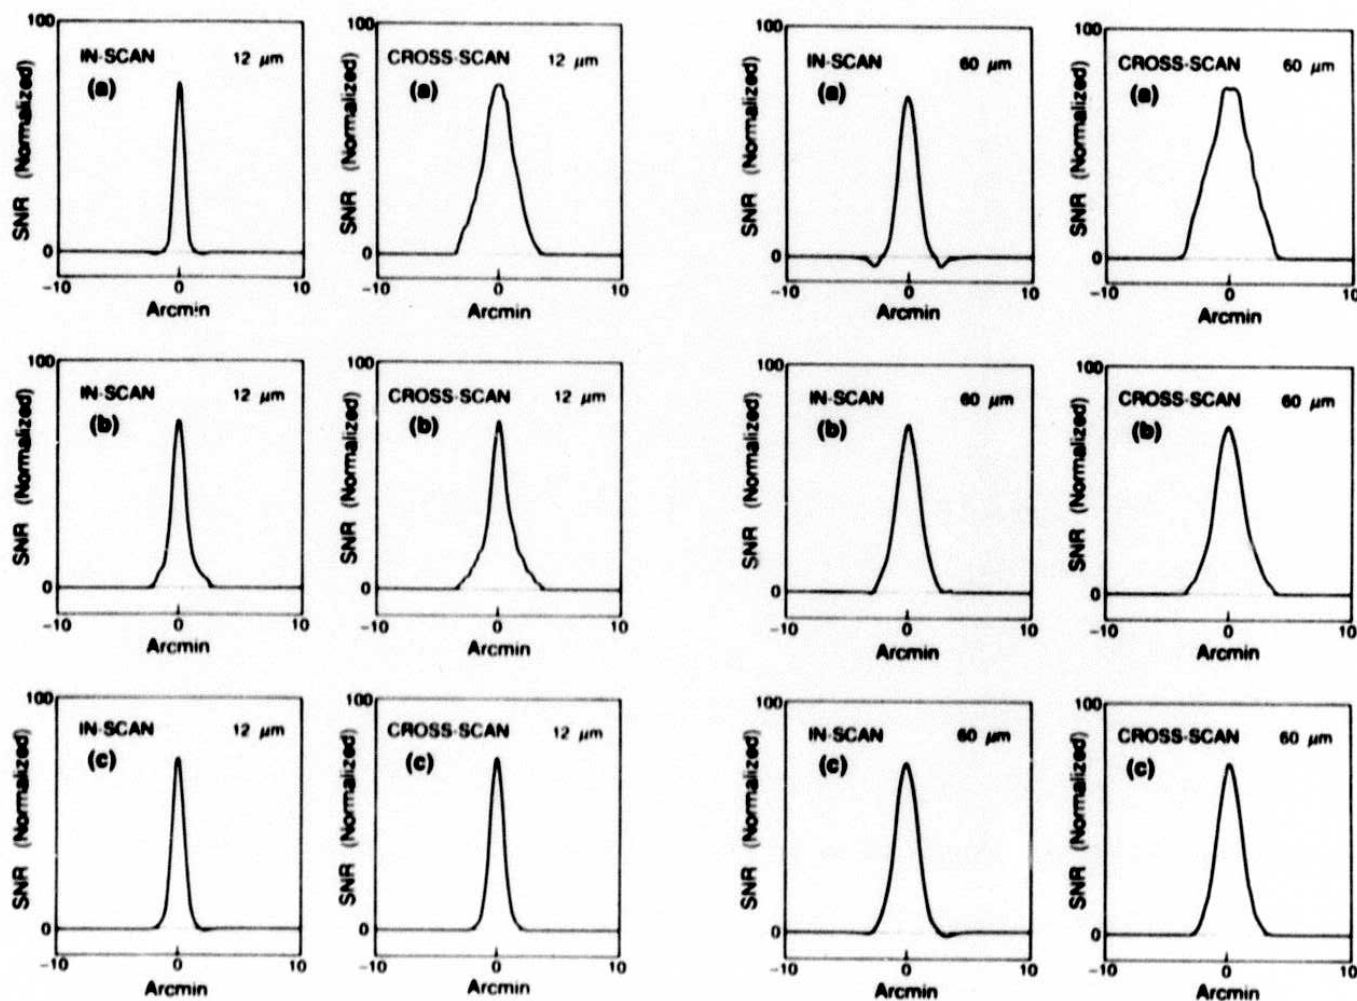 100
IN-SCAN 12 μm
(a)
SNR (Normalized)
0
-10 0 10
Arcmin
100
CROSS-SCAN 12 μm
(a)
SNR (Normalized)
0
-10 0 10
Arcmin
100
IN-SCAN 60 μm
(a)
SNR (Normalized)
0
-10 0 10
Arcmin
100
CROSS-SCAN 60 μm
(a)
SNR (Normalized)
0
-10 0 10
Arcmin
100
IN-SCAN 12 μm
(b)
SNR (Normalized)
0
-10 0 10
Arcmin
100
CROSS-SCAN 12 μm
(b)
SNR (Normalized)
0
-10 0 10
Arcmin
100
IN-SCAN 60 μm
(b)
SNR (Normalized)
0
-10 0 10
Arcmin
100
CROSS-SCAN 60 μm
(b)
SNR (Normalized)
0
-10 0 10
Arcmin
100
IN-SCAN 12 μm
(c)
SNR (Normalized)
0
-10 0 10
Arcmin
100
CROSS-SCAN 12 μm
(c)
SNR (Normalized)
0
-10 0 10
Arcmin
100
IN-SCAN 60 μm
(c)
SNR (Normalized)
0
-10 0 10
Arcmin
100
CROSS-SCAN 60 μm
(c)
SNR (Normalized)
0
-10 0 10
Arcmin